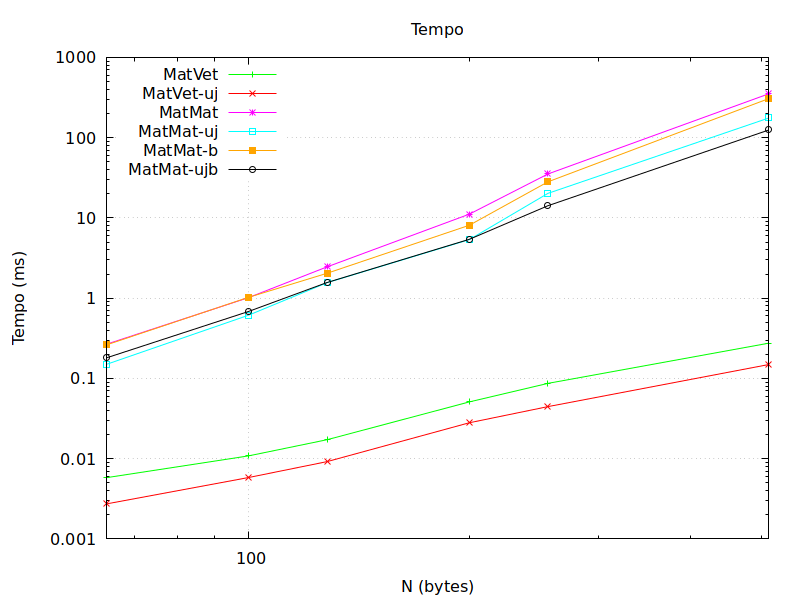 Tempo
1000
100
10
1
0.1
0.01
0.001
Tempo (ms)
MatVet
MatVet-uj
MatMat
MatMat-uj
MatMat-b
MatMat-ujb
100
N (bytes)